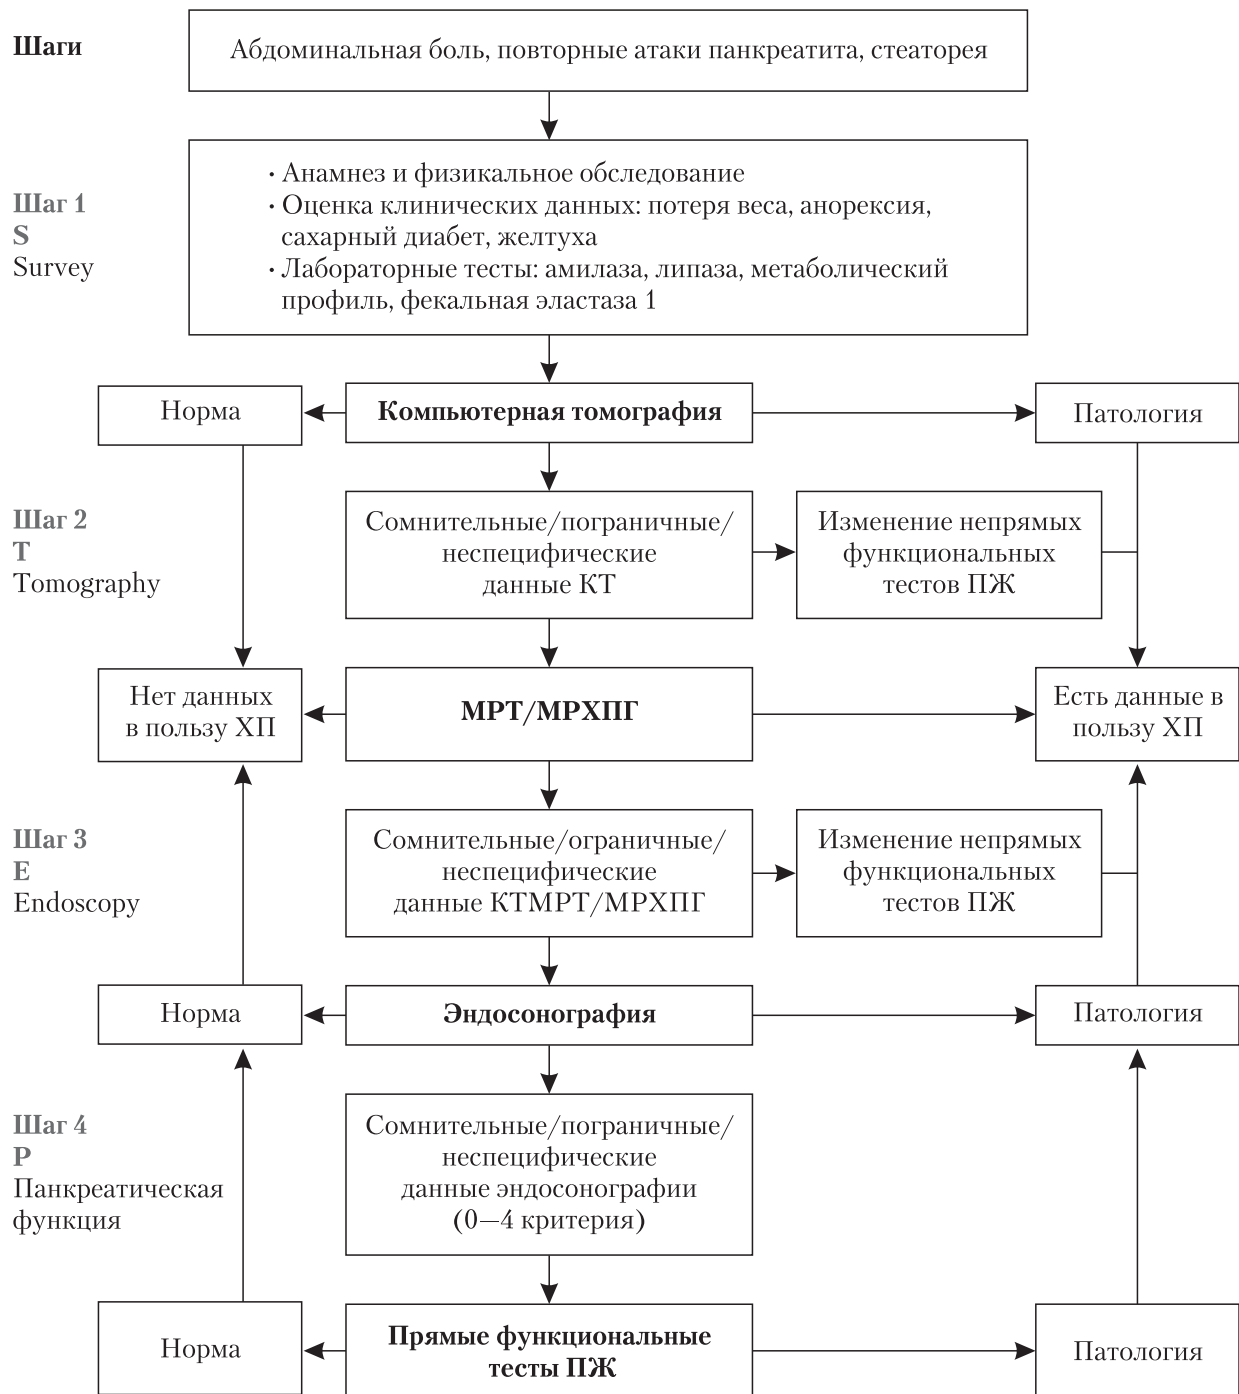 Шаги
Абдоминальная боль, повторные атаки панкреатита, стеаторея
Шаг 1
S
Survey
· Анамнез и физикальное обследование
· Оценка клинических данных: потеря веса, анорексия,
сахарный диабет, желтуха
· Лабораторные тесты: амилаза, липаза, метаболический
профиль, фекальная эластаза 1
Норма
Компьютерная томография
Патология
Шаг 2
T
Tomography
Сомнительные/пограничные/
неспецифические
данные КТ
Изменение непрямых
функциональных
тестов ПЖ
Нет данных
в пользу ХП
МРТ/МРХПГ
Есть данные в
пользу ХП
Шаг 3
E
Endoscopy
Сомнительные/ограничные/
неспецифические
данные КТМРТ/МРХПГ
Изменение непрямых
функциональных
тестов ПЖ
Норма
Эндосонография
Патология
Шаг 4
P
Панкреатическая
функция
Сомнительные/пограничные/
неспецифические
данные эндосонографии
(0—4 критерия)
Норма
Прямые функциональные
тесты ПЖ
Патология